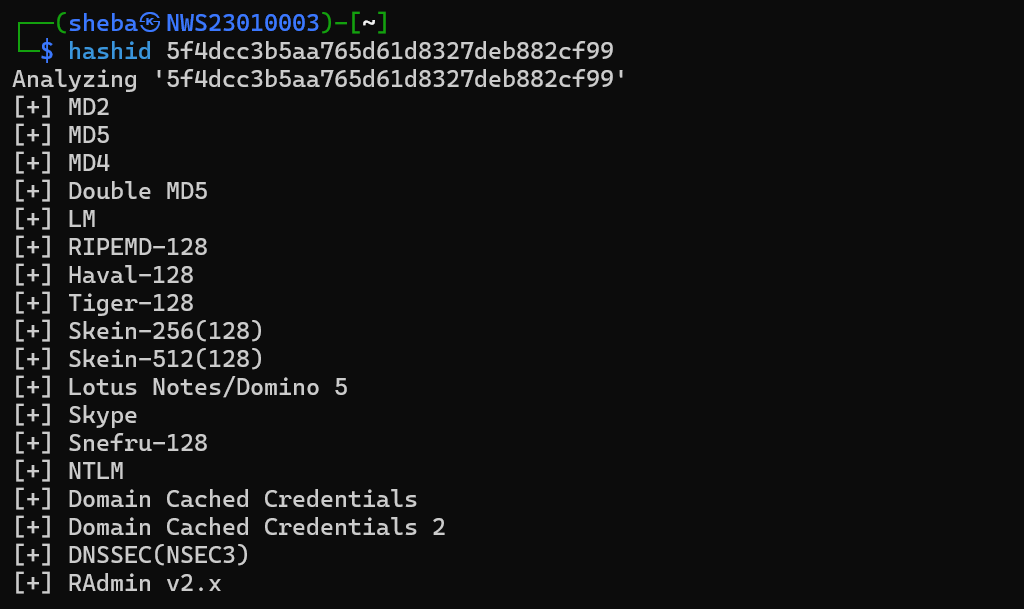 ┌──(sheba㉿NWS23010003)-[~]
└─$ hashid 5f4dcc3b5aa765d61d8327deb882cf99
Analyzing '5f4dcc3b5aa765d61d8327deb882cf99'
[+] MD2
[+] MD5
[+] MD4
[+] Double MD5
[+] LM
[+] RIPEMD-128
[+] Haval-128
[+] Tiger-128
[+] Skein-256(128)
[+] Skein-512(128)
[+] Lotus Notes/Domino 5
[+] Skype
[+] Snefru-128
[+] NTLM
[+] Domain Cached Credentials
[+] Domain Cached Credentials 2
[+] DNSSEC(NSEC3)
[+] RAdmin v2.x